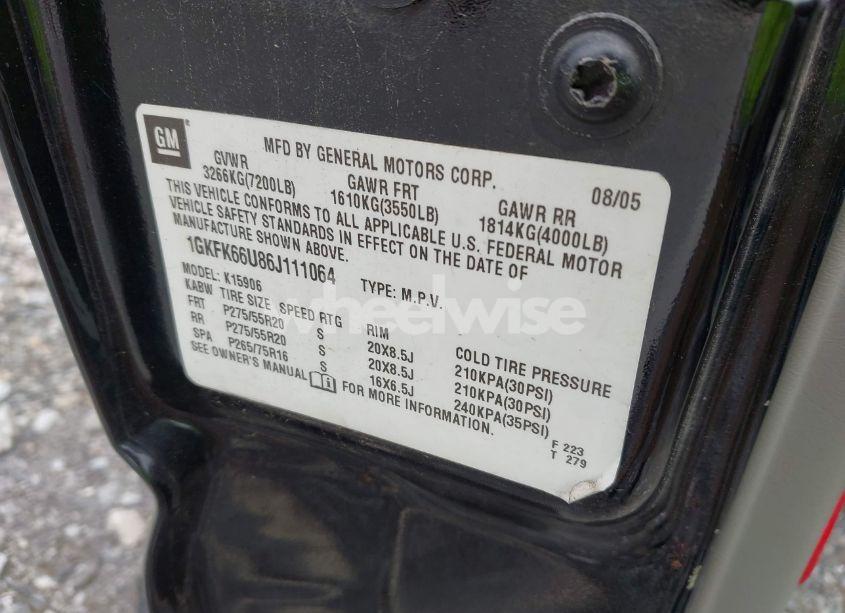 GM ®
MFD BY GENERAL MOTORS CORP. 08/05
GVWR GAWR FRT GAWR RR
3266KG(7200LB) 1610KG(3550LB) 1814KG(4000LB)
THIS VEHICLE CONFORMS TO ALL APPLICABLE U.S. FEDERAL MOTOR
VEHICLE SAFETY STANDARDS IN EFFECT ON THE DATE OF
MANUFACTURE SHOWN ABOVE.
1GKFK66U86J111064 TYPE: M.P.V.
MODEL: K15906
KABW TIRE SIZE SPEED RTG RIM COLD TIRE PRESSURE
FRT P275/55R20 S 20X8.5J 210KPA(30PSI)
RR P275/55R20 S 20X8.5J 210KPA(30PSI)
SPA P265/75R16 S 16X6.5J 240KPA(35PSI)
SEE OWNER'S MANUAL i FOR MORE INFORMATION.
F 223
T 279
wheelwise